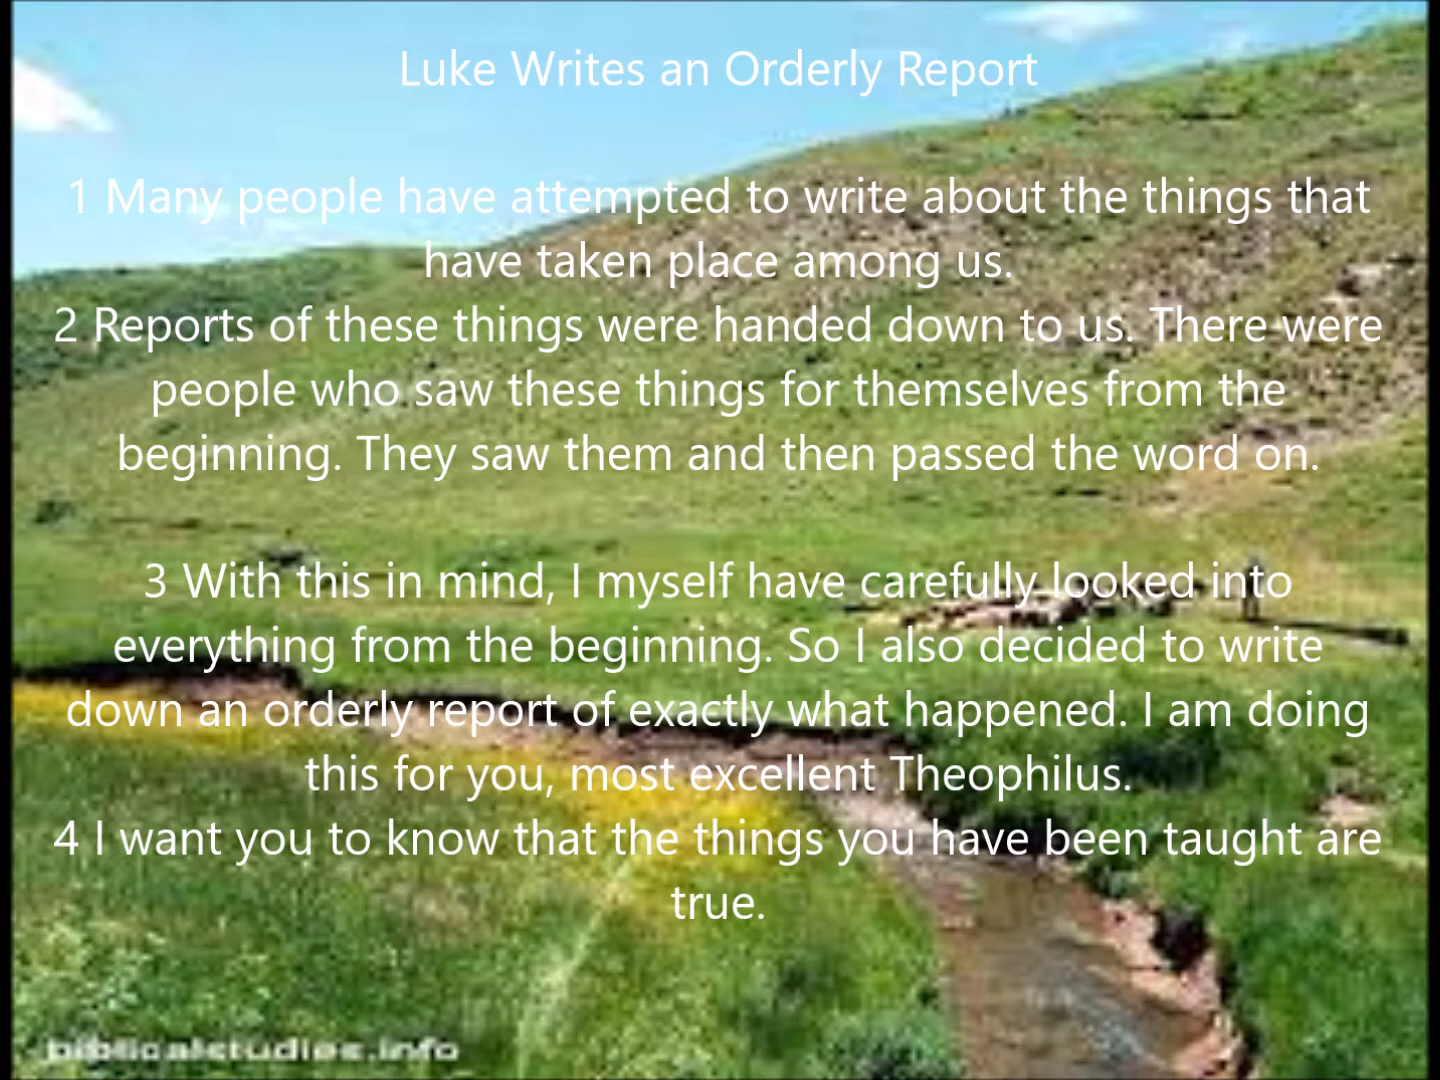 Luke Writes an Orderly Report
1 Many people have attempted to write about the things that
have taken place among us.
2 Reports of these things were handed down to us. There were
people who saw these things for themselves from the
beginning. They saw them and then passed the word on.
3 With this in mind, I myself have carefully looked into
everything from the beginning. So I also decided to write
down an orderly report of exactly what happened. I am doing
this for you, most excellent Theophilus.
4 I want you to know that the things you have been taught are
true.
biblicalstudies.info